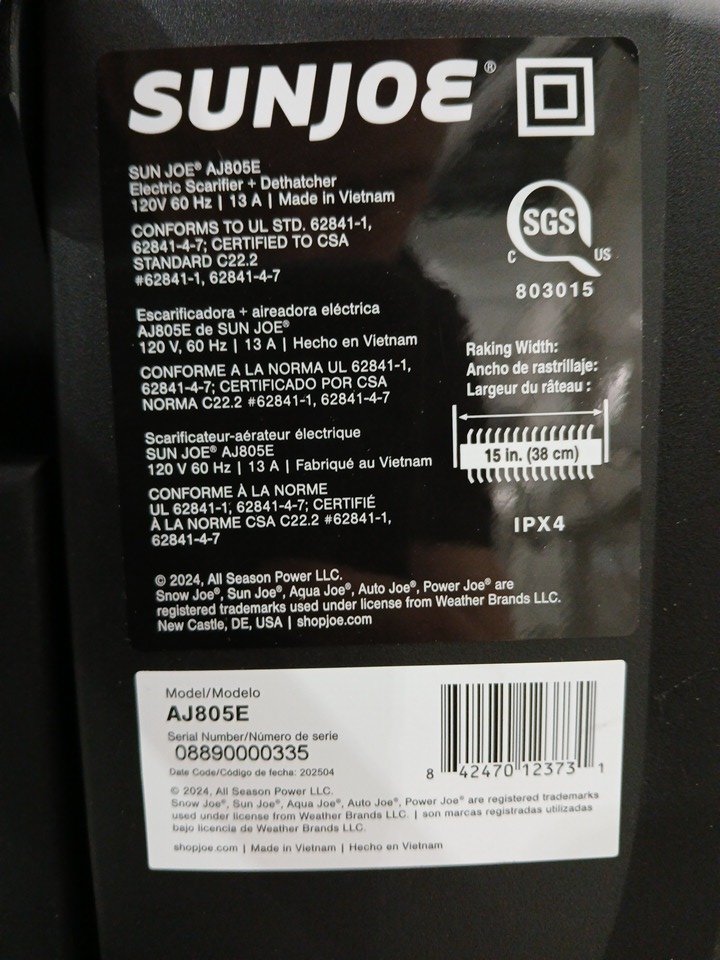 SUNJOE®
SUN JOE® AJ805E
Electric Scarifier + Dethatcher
120V 60 Hz | 13 A | Made in Vietnam
CONFORMS TO UL STD. 62841-1,
62841-4-7; CERTIFIED TO CSA
STANDARD C22.2
#62841-1, 62841-4-7
SGS
C US
803015
Escarificadora + aireadora eléctrica
AJ805E de SUN JOE®
120 V, 60 Hz | 13 A | Hecho en Vietnam
CONFORME A LA NORMA UL 62841-1,
62841-4-7; CERTIFICADO POR CSA
NORMA C22.2 #62841-1, 62841-4-7
Raking Width:
Ancho de rastrillaje:
Largeur du râteau :
15 in. (38 cm)
IPX4
Scarificateur-aérateur électrique
SUN JOE® AJ805E
120 V 60 Hz | 13 A | Fabriqué au Vietnam
CONFORME À LA NORME
UL 62841-1, 62841-4-7; CERTIFIÉ
À LA NORME CSA C22.2 #62841-1,
62841-4-7
© 2024, All Season Power LLC.
Snow Joe®, Sun Joe®, Aqua Joe®, Auto Joe®, Power Joe® are
registered trademarks used under license from Weather Brands LLC.
New Castle, DE, USA | shopjoe.com
Model/Modelo
AJ805E
Serial Number/Número de serie
08890000335
Date Code/Código de fecha: 202504
8 42470 12373 1
© 2024, All Season Power LLC.
Snow Joe®, Sun Joe®, Aqua Joe®, Auto Joe®, Power Joe® are registered trademarks
used under license from Weather Brands LLC. | son marcas registradas utilizadas
bajo licencia de Weather Brands LLC.
shopjoe.com | Made in Vietnam | Hecho en Vietnam